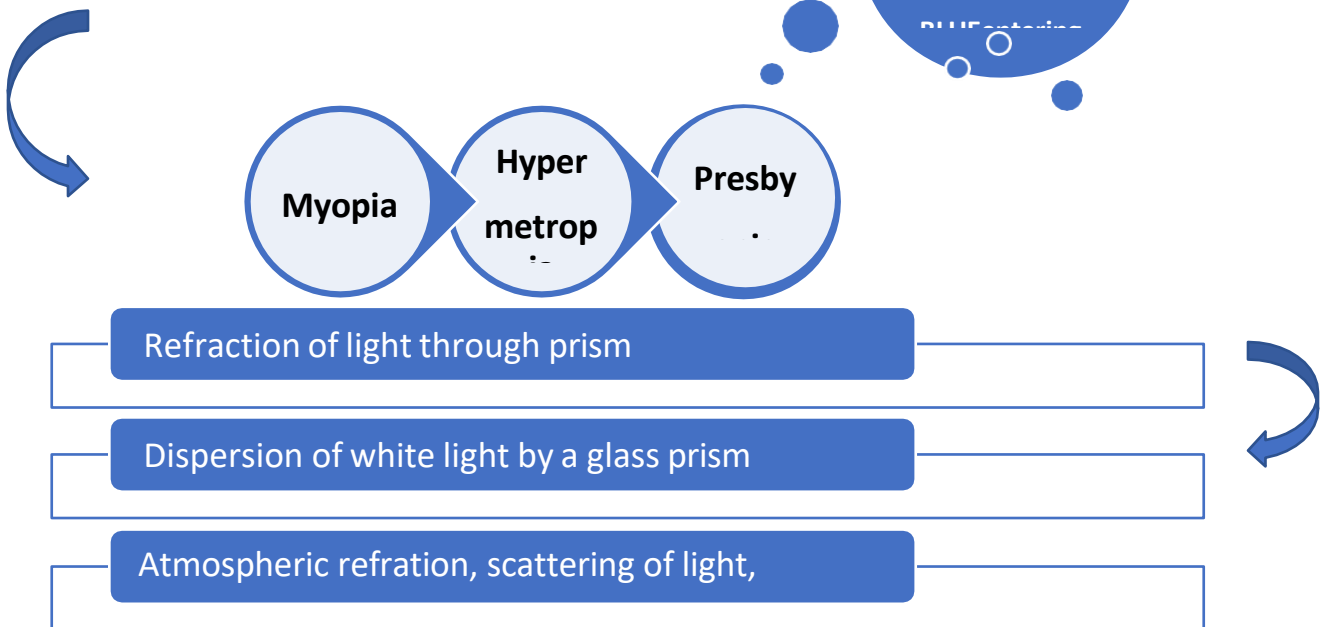 Myopia
Hyper
metrop
Presby
Refraction of light through prism
Dispersion of white light by a glass prism
Atmospheric refration, scattering of light,